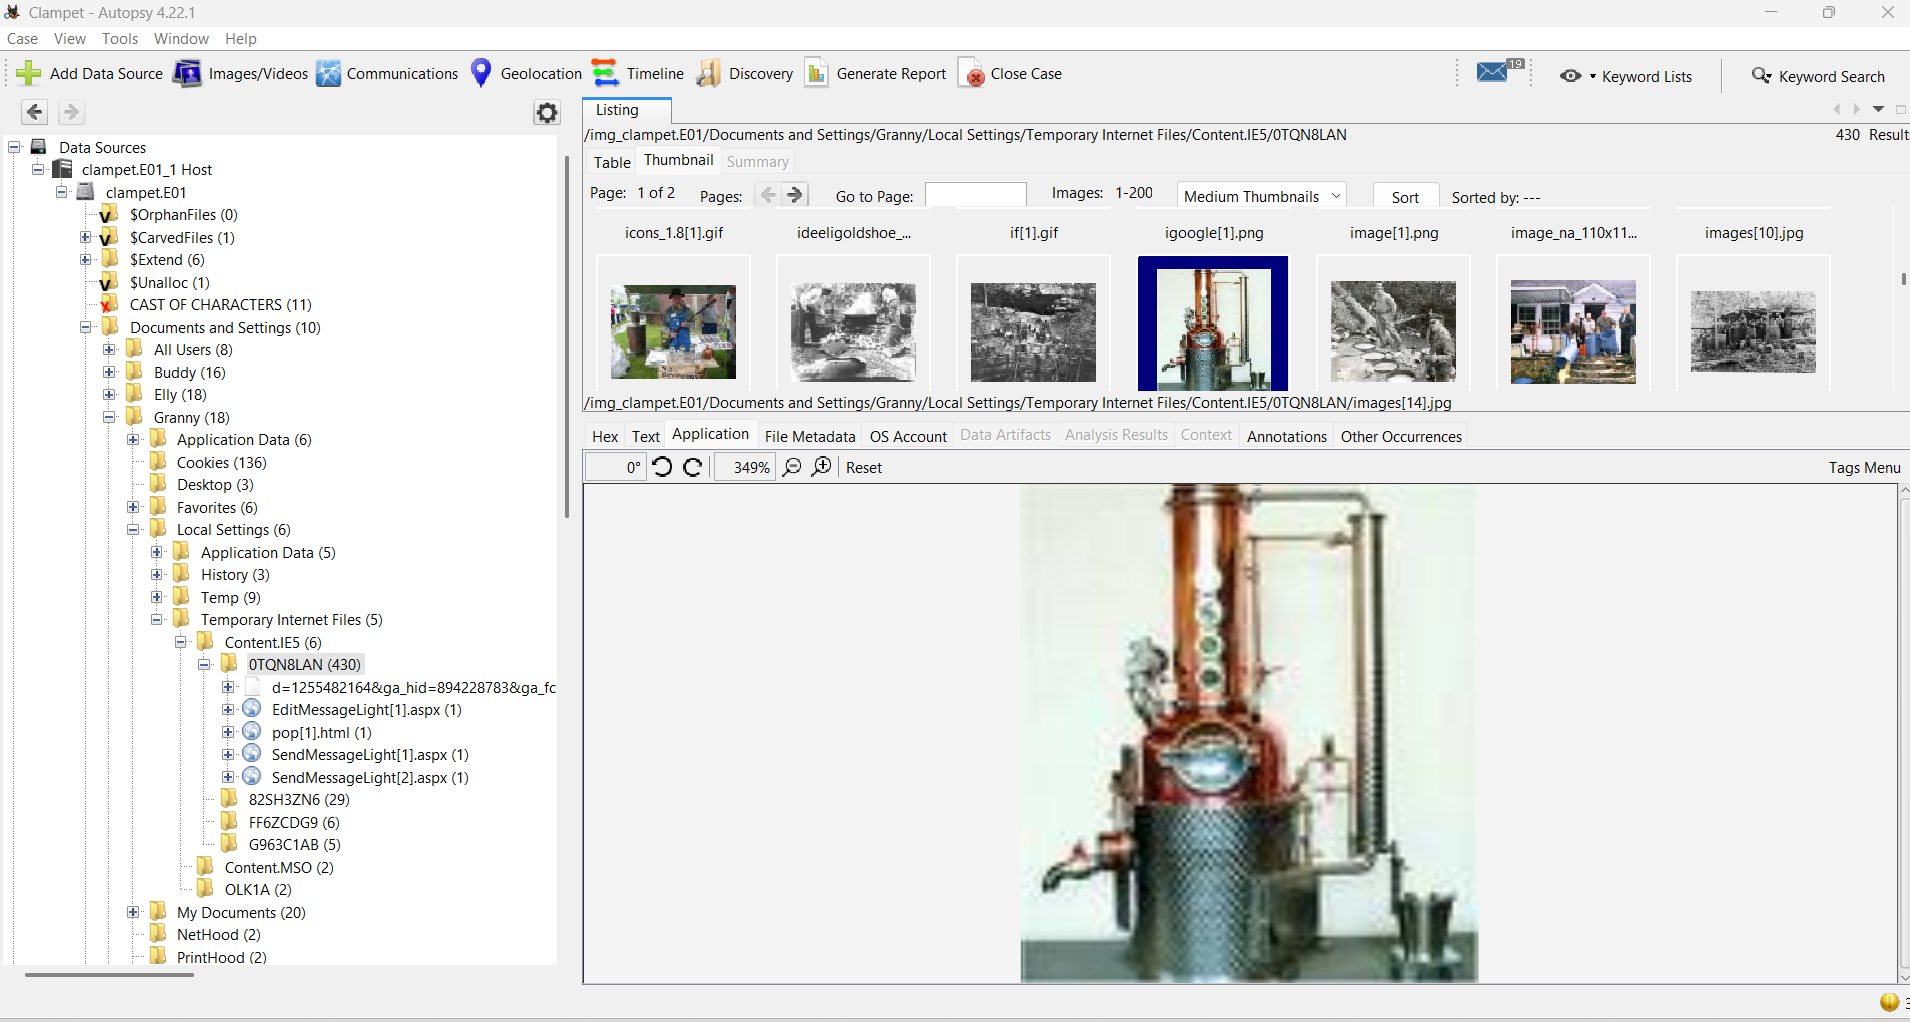 Clampet - Autopsy 4.22.1
Case View Tools Window Help
Add Data Source Images/Videos Communications Geolocation Timeline Discovery Generate Report Close Case 19 Keyword Lists Keyword Search
Listing
/img_clampet.E01/Documents and Settings/Granny/Local Settings/Temporary Internet Files/Content.IE5/0TQN8LAN 430 Result
Table Thumbnail Summary
Page: 1 of 2 Pages: Go to Page: Images: 1-200 Medium Thumbnails Sort Sorted by: ---
icons_1.8[1].gif ideeligoldshoe_... if[1].gif igoogle[1].png image[1].png image_na_110x11... images[10].jpg
/img_clampet.E01/Documents and Settings/Granny/Local Settings/Temporary Internet Files/Content.IE5/0TQN8LAN/images[14].jpg
Hex Text Application File Metadata OS Account Data Artifacts Analysis Results Context Annotations Other Occurrences
0° 349% Reset Tags Menu
Data Sources
clampet.E01_1 Host
clampet.E01
$OrphanFiles (0)
$CarvedFiles (1)
$Extend (6)
$Unalloc (1)
CAST OF CHARACTERS (11)
Documents and Settings (10)
All Users (8)
Buddy (16)
Elly (18)
Granny (18)
Application Data (6)
Cookies (136)
Desktop (3)
Favorites (6)
Local Settings (6)
Application Data (5)
History (3)
Temp (9)
Temporary Internet Files (5)
Content.IE5 (6)
0TQN8LAN (430)
d=1255482164&ga_hid=894228783&ga_fc
EditMessageLight[1].aspx (1)
pop[1].html (1)
SendMessageLight[1].aspx (1)
SendMessageLight[2].aspx (1)
82SH3ZN6 (29)
FF6ZCDG9 (6)
G963C1AB (5)
Content.MSO (2)
OLK1A (2)
My Documents (20)
NetHood (2)
PrintHood (2)